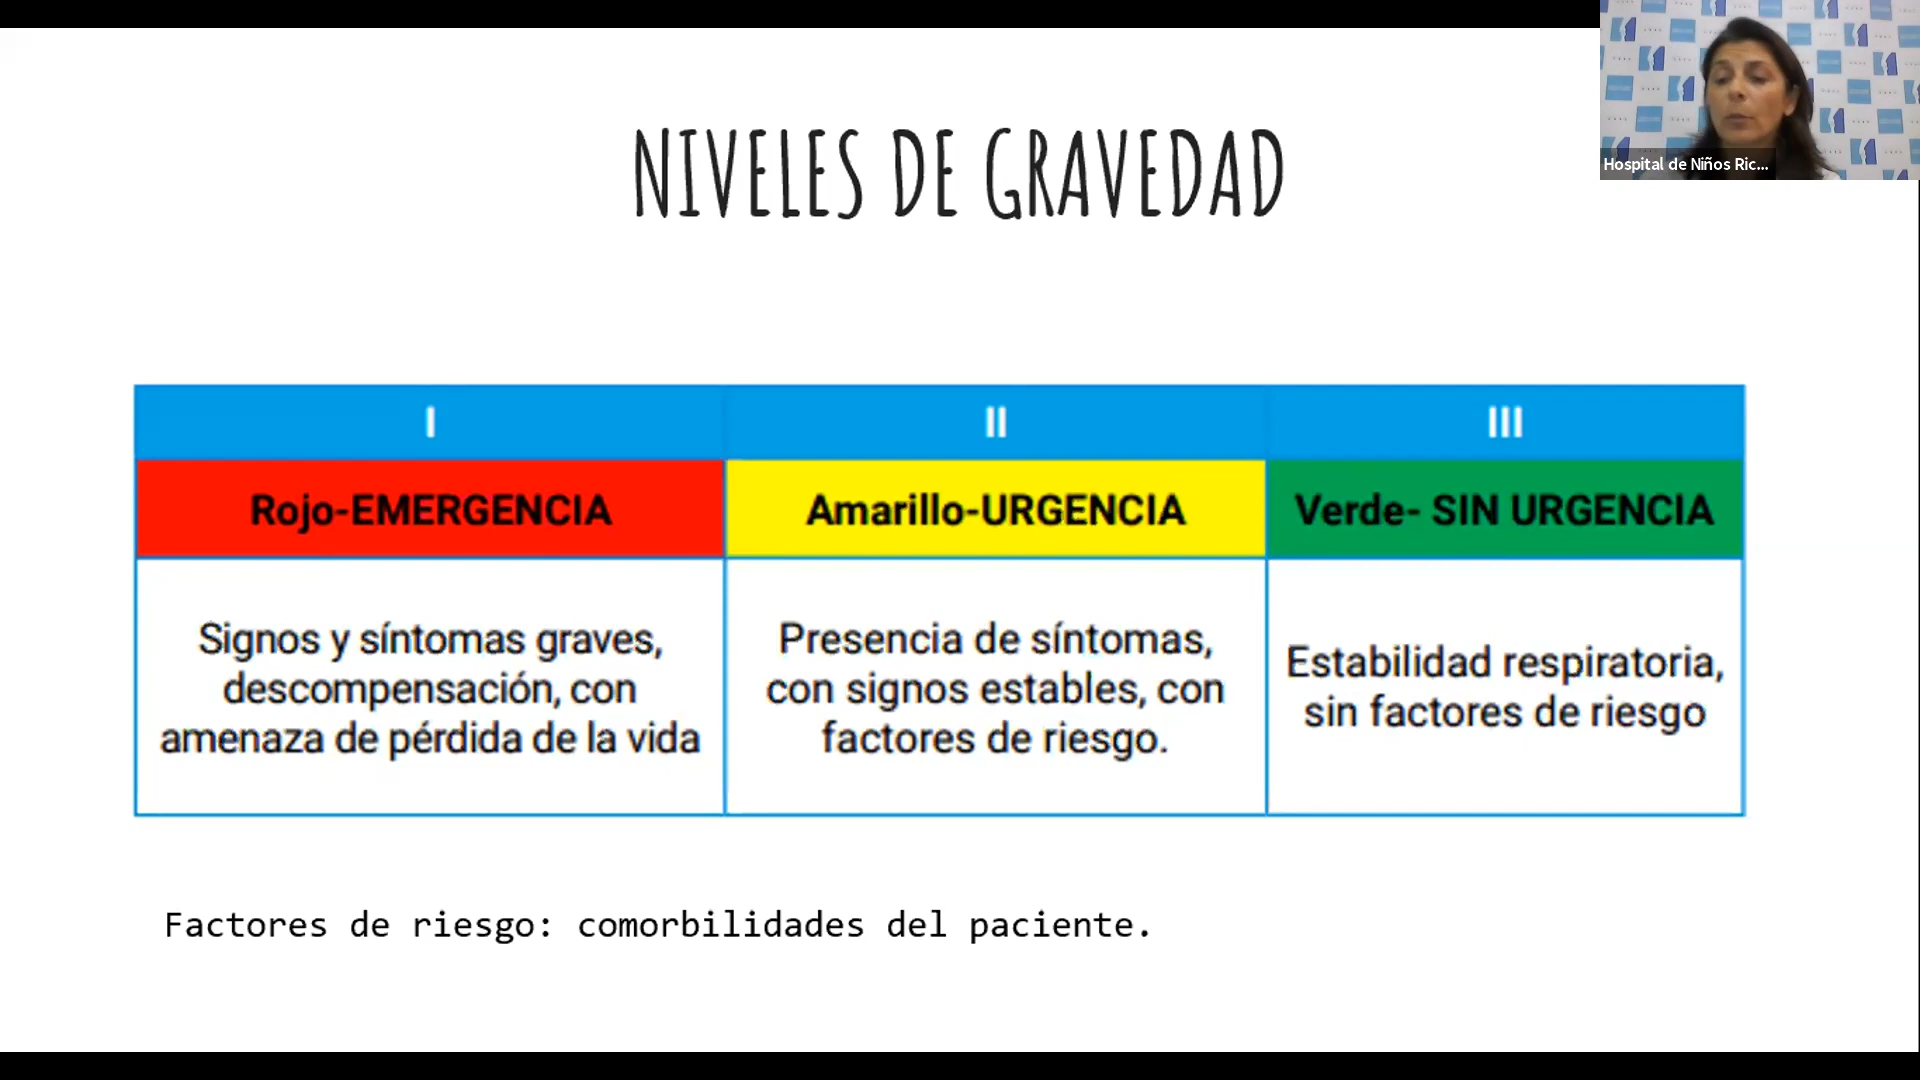 NIVELES DE GRAVEDAD
Hospital de Niños Ric...
I
II
III
Rojo-EMERGENCIA
Amarillo-URGENCIA
Verde- SIN URGENCIA
Signos y síntomas graves,
descompensación, con
amenaza de pérdida de la vida
Presencia de síntomas,
con signos estables, con
factores de riesgo.
Estabilidad respiratoria,
sin factores de riesgo
Factores de riesgo: comorbilidades del paciente.